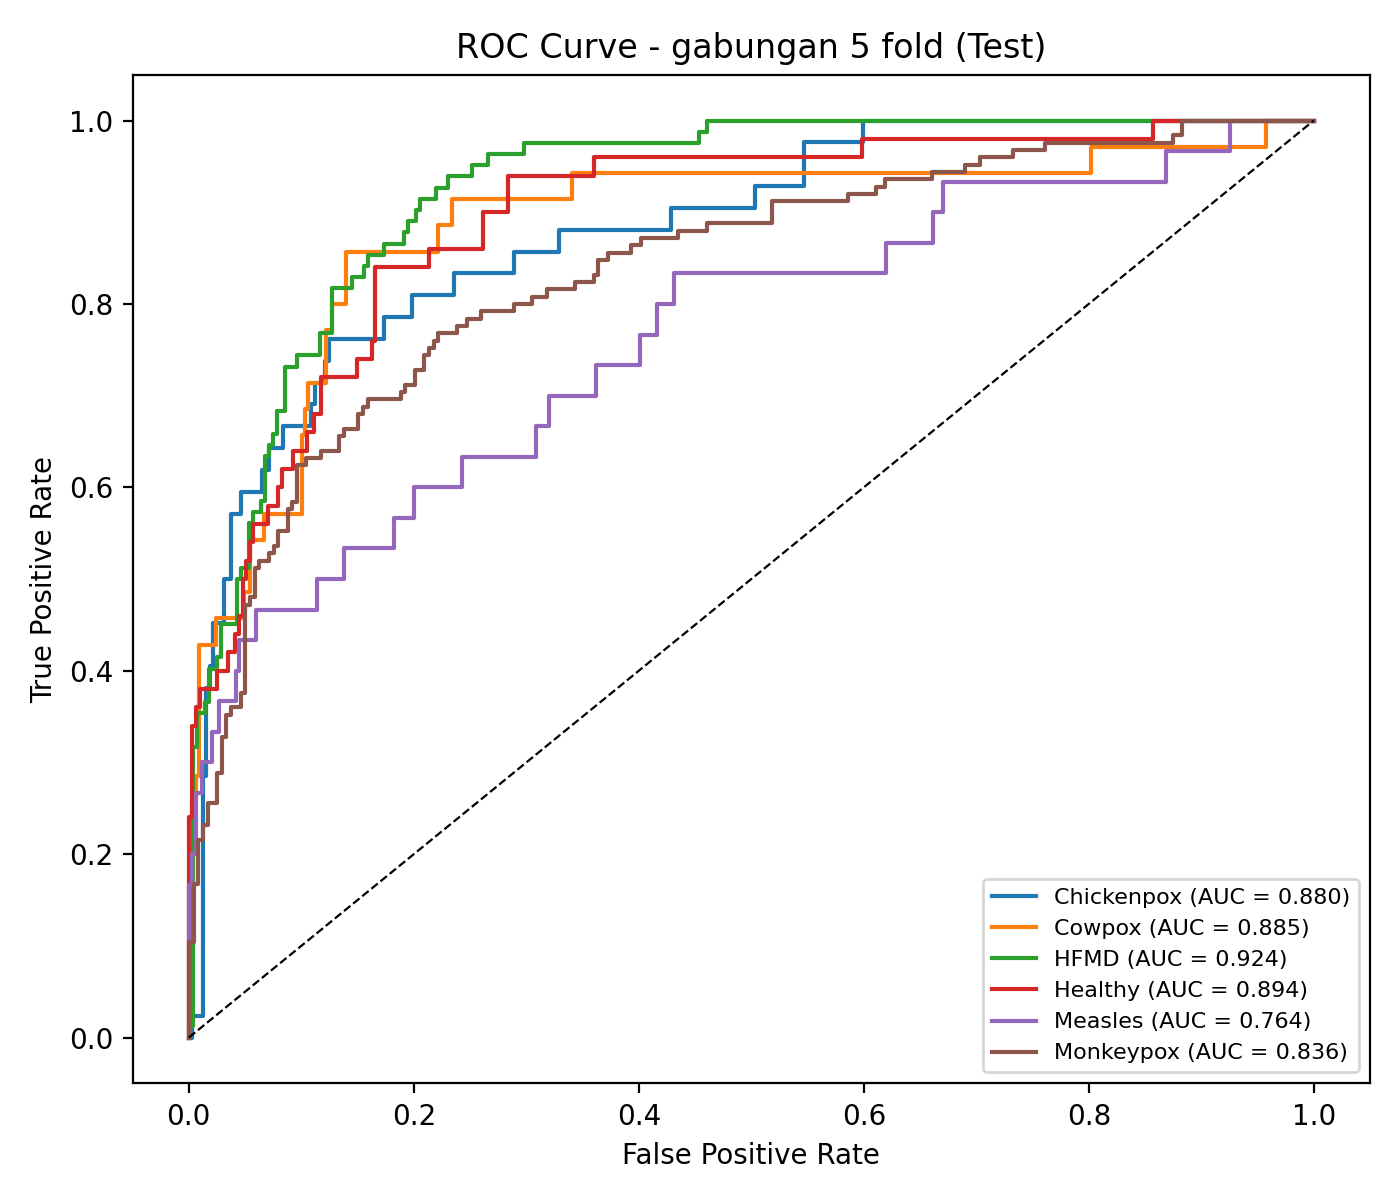 ROC Curve - gabungan 5 fold (Test)
True Positive Rate
1.0
0.8
0.6
0.4
0.2
0.0
0.0 0.2 0.4 0.6 0.8 1.0
False Positive Rate
Chickenpox (AUC = 0.880)
Cowpox (AUC = 0.885)
HFMD (AUC = 0.924)
Healthy (AUC = 0.894)
Measles (AUC = 0.764)
Monkeypox (AUC = 0.836)